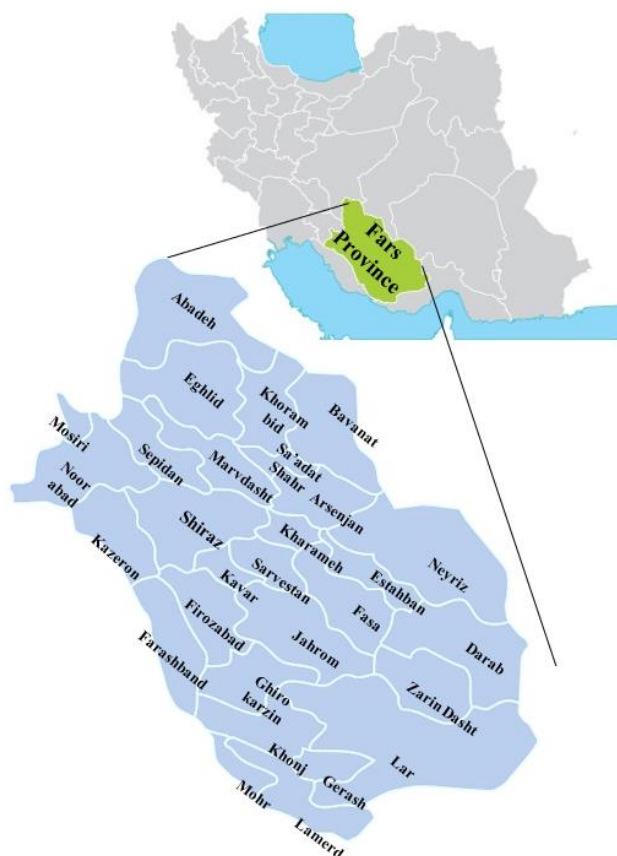 Fars
Province
Abadeh
Eghlid
Khoram
bid
Bavanat
Mosiri
Sepidan
Marvdasht
Sa'adat
Shahr
Arsenjan
Noor
abad
Shiraz
Kharameh
Neyriz
Kazeron
Kavar
Sarvestan
Estahban
Fasa
Firozabad
Jahrom
Darab
Farashband
Ghiro
karzin
Zarin Dasht
Khonj
Lar
Gerash
Mohr
Lamerd